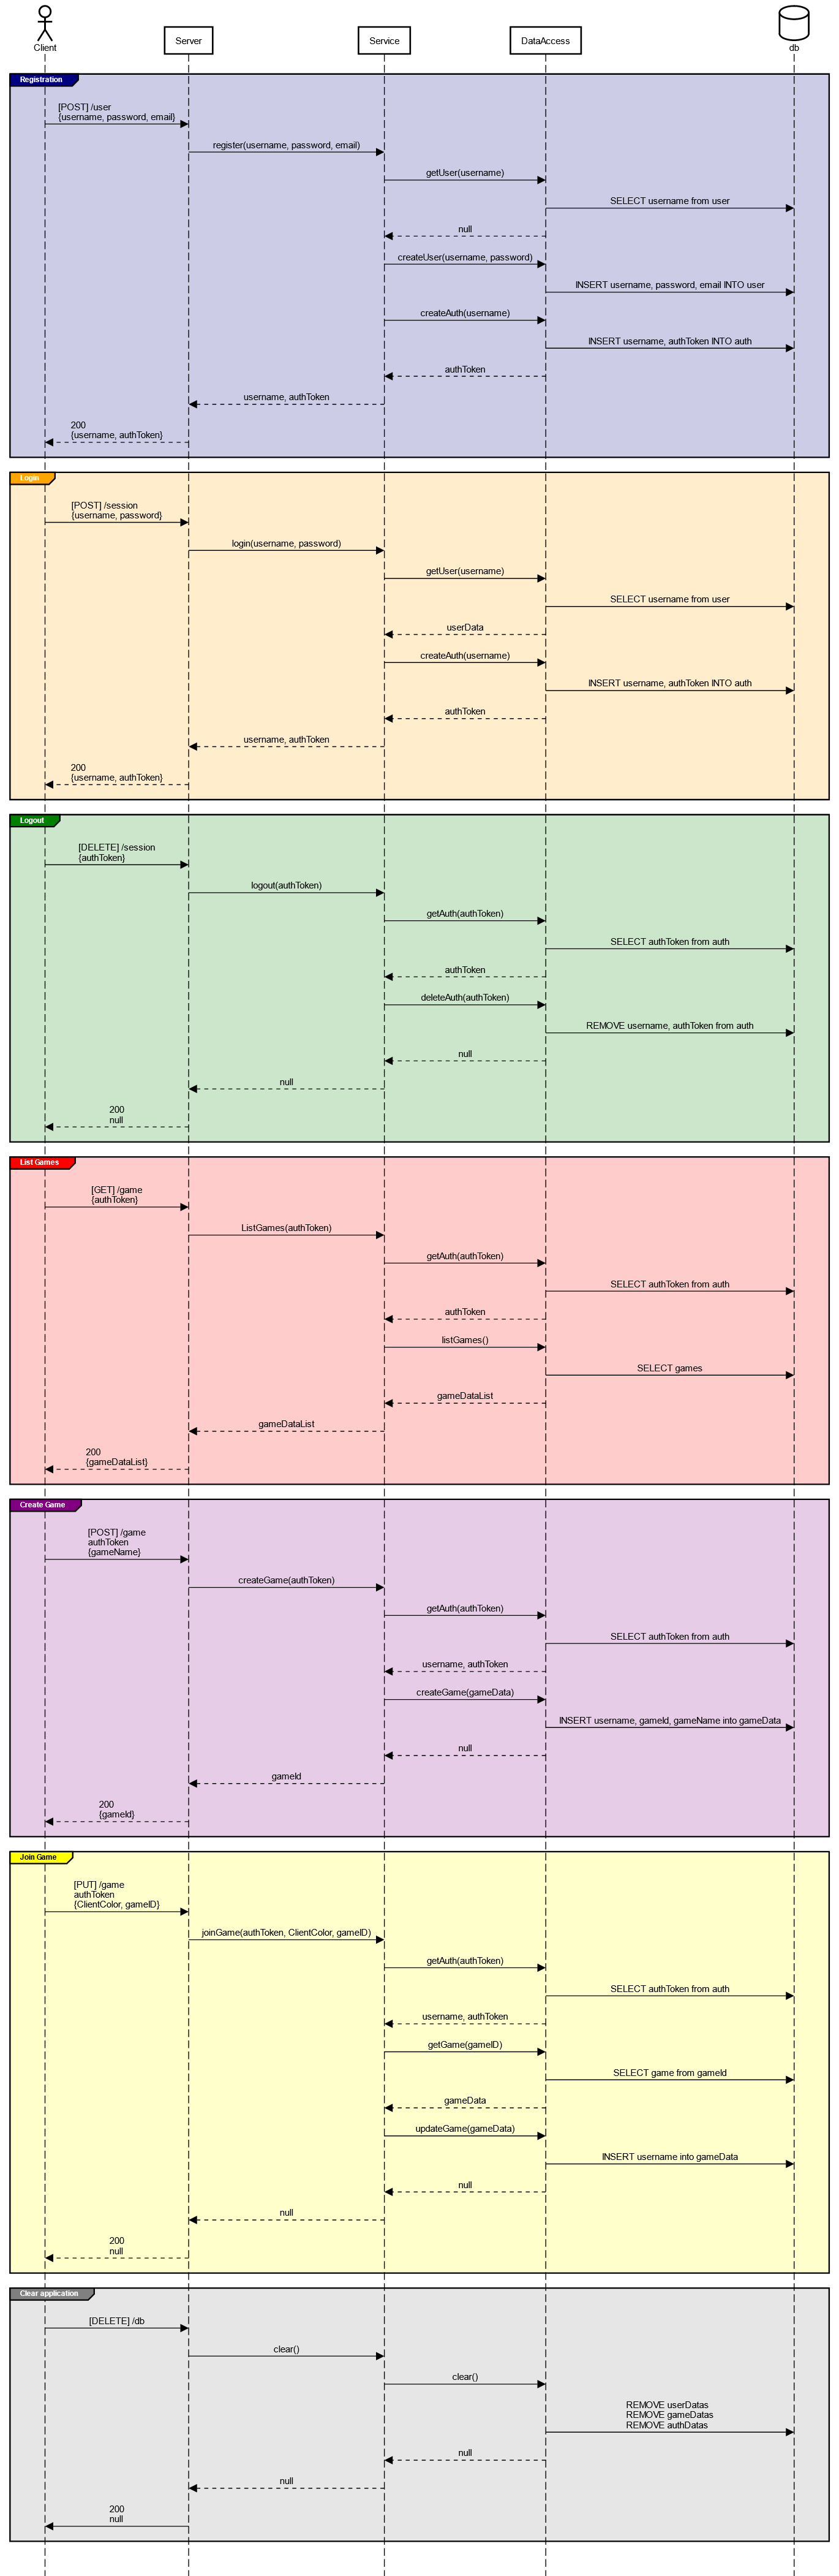 Client
Server
Service
DataAccess
db
Registration
[POST] /user
{username, password, email}
register(username, password, email)
getUser(username)
SELECT username from user
null
createUser(username, password)
INSERT username, password, email INTO user
createAuth(username)
INSERT username, authToken INTO auth
authToken
username, authToken
200
{username, authToken}
Login
[POST] /session
{username, password}
login(username, password)
getUser(username)
SELECT username from user
userData
createAuth(username)
INSERT username, authToken INTO auth
authToken
username, authToken
200
{username, authToken}
Logout
[DELETE] /session
{authToken}
logout(authToken)
getAuth(authToken)
SELECT authToken from auth
authToken
deleteAuth(authToken)
REMOVE username, authToken from auth
null
null
200
null
List Games
[GET] /game
{authToken}
ListGames(authToken)
getAuth(authToken)
SELECT authToken from auth
authToken
listGames()
SELECT games
gameDataList
gameDataList
200
{gameDataList}
Create Game
[POST] /game
authToken
{gameName}
createGame(authToken)
getAuth(authToken)
SELECT authToken from auth
username, authToken
createGame(gameData)
INSERT username, gameId, gameName into gameData
null
gameId
200
{gameId}
Join Game
[PUT] /game
authToken
{ClientColor, gameID}
joinGame(authToken, ClientColor, gameID)
getAuth(authToken)
SELECT authToken from auth
username, authToken
getGame(gameID)
SELECT game from gameId
gameData
updateGame(gameData)
INSERT username into gameData
null
null
200
null
Clear application
[DELETE] /db
clear()
clear()
REMOVE userDatas
REMOVE gameDatas
REMOVE authDatas
null
null
200
null